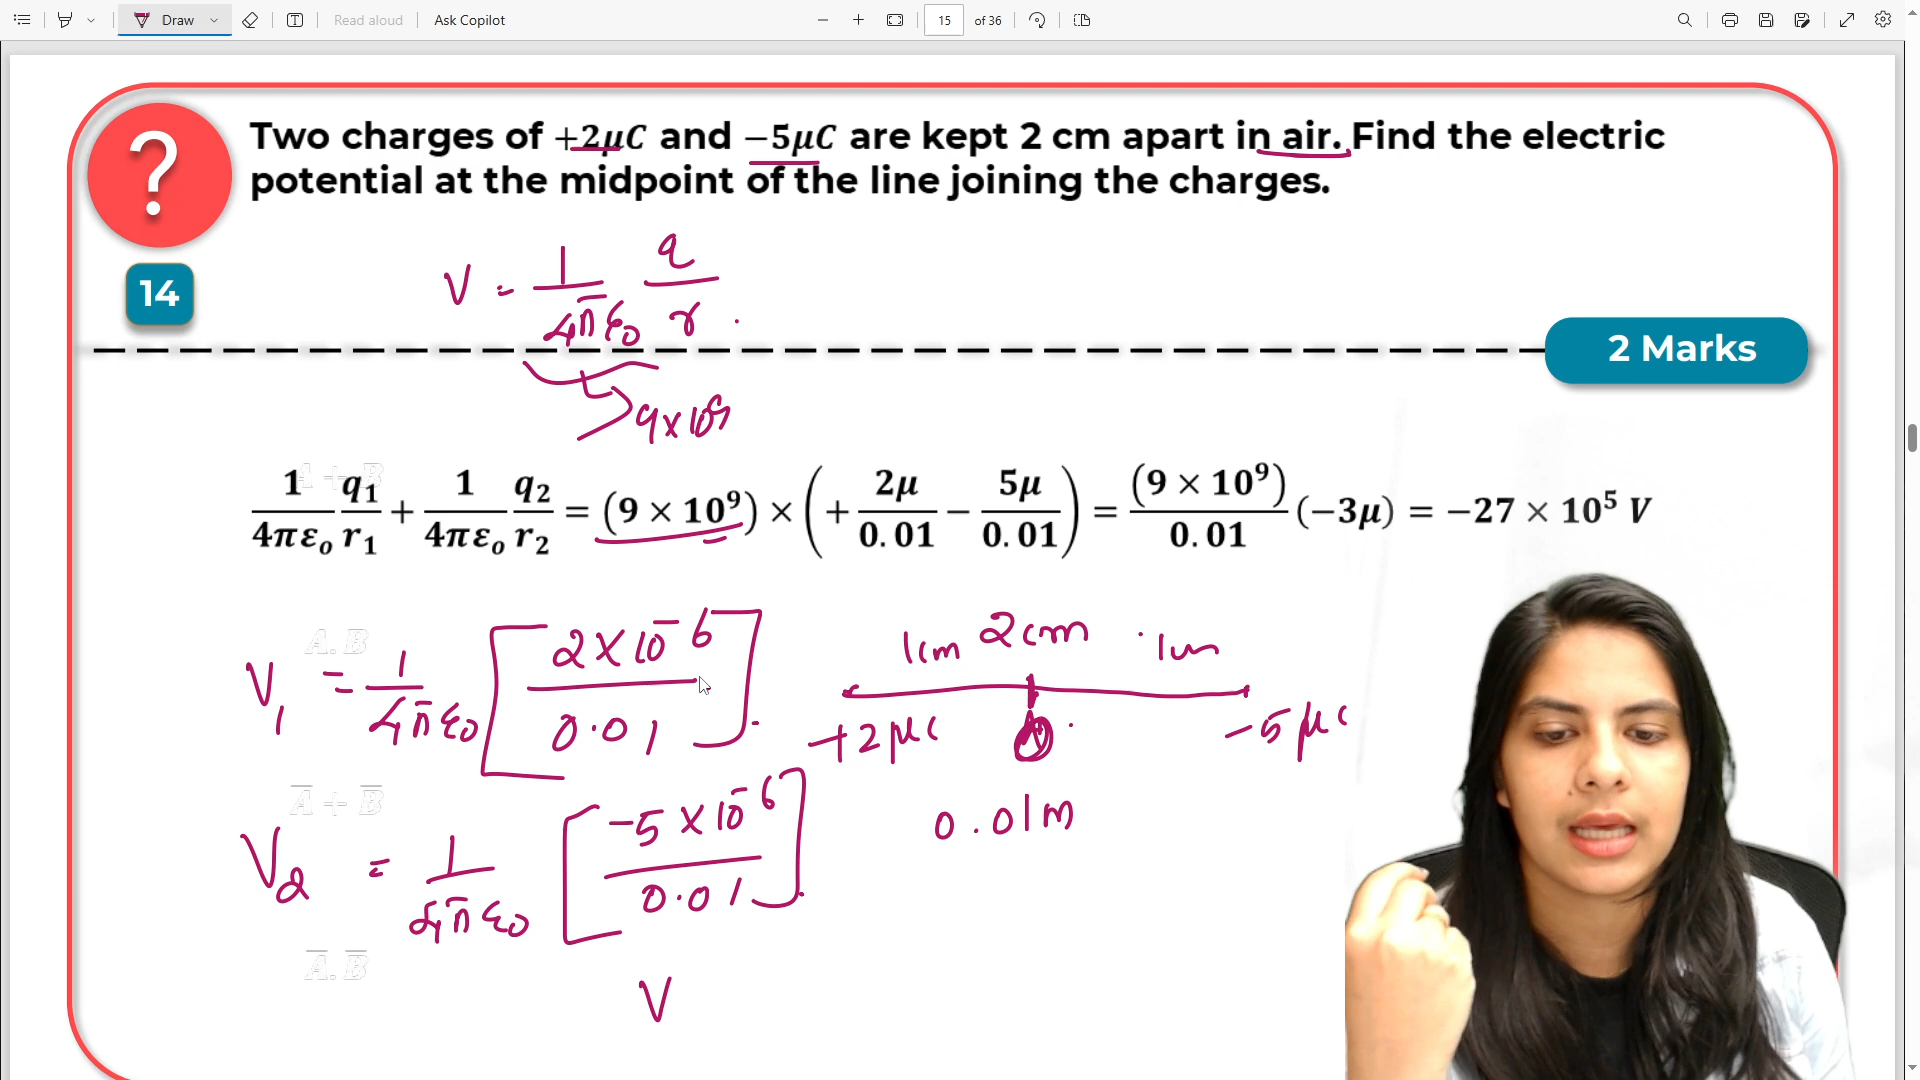 Draw
Read aloud
Ask Copilot
15 of 36
?
Two charges of +2μC and −5μC are kept 2 cm apart in air. Find the electric
potential at the midpoint of the line joining the charges.
14
V = 1/4πε0 q/r .
2 Marks
9×10⁹
A + B
1/4πεₒ q₁/r₁ + 1/4πεₒ q₂/r₂ = (9 × 10⁹) × (+ 2μ/0.01 − 5μ/0.01) = (9 × 10⁹)/0.01 (−3μ) = −27 × 10⁵ V
A.B
V₁ = 1/4πε0 [2×10⁻⁶/0.01]
1cm 2cm 1cm
+2μC −5μC
A̅ + B̅
0.01m
V₂ = 1/4πε0 [−5×10⁻⁶/0.01]
A̅.B̅
V